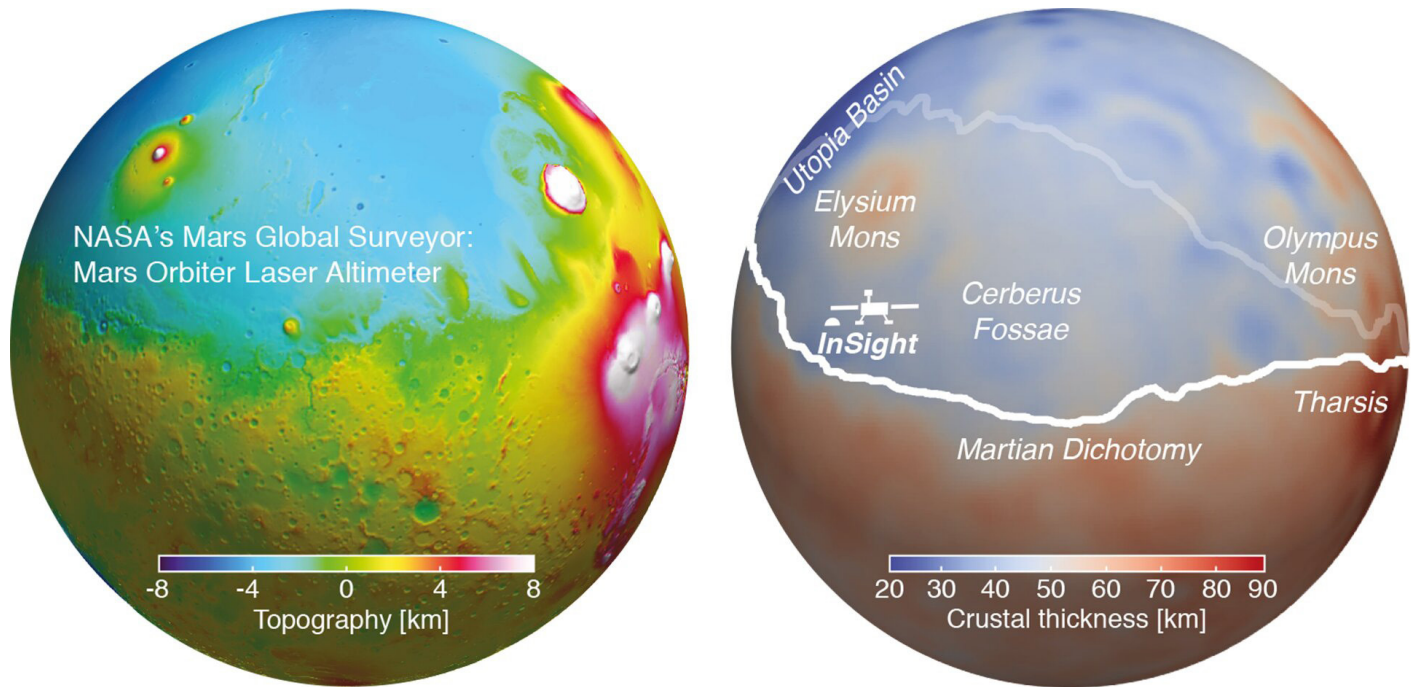 NASA's Mars Global Surveyor:
Mars Orbiter Laser Altimeter
-8 -4 0 4 8
Topography [km]
Utopia Basin
Elysium
Mons
Olympus
Mons
Cerberus
Fossae
InSight
Tharsis
Martian Dichotomy
20 30 40 50 60 70 80 90
Crustal thickness [km]